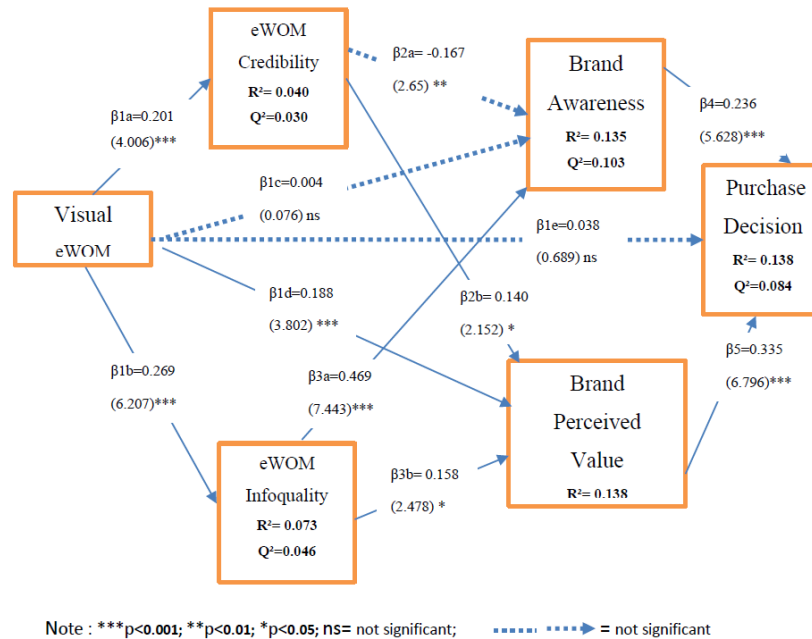 eWOM
Credibility
R²= 0.040
Q²= 0.030
β2a= -0.167
(2.65) **
Brand
Awareness
R²= 0.135
Q²=0.103
β4=0.236
(5.628)***
β1a=0.201
(4.006)***
β1c=0.004
(0.076) ns
Visual
eWOM
β1e=0.038
(0.689) ns
Purchase
Decision
R²= 0.138
Q²=0.084
β1d=0.188
(3.802) ***
β2b= 0.140
(2.152) *
β1b=0.269
(6.207)***
β3a=0.469
(7.443)***
β5=0.335
(6.796)***
Brand
Perceived
Value
R²= 0.138
eWOM
Infoquality
R²= 0.073
Q²=0.046
β3b= 0.158
(2.478) *
Note : ***p<0.001; **p<0.01; *p<0.05; ns= not significant; = not significant